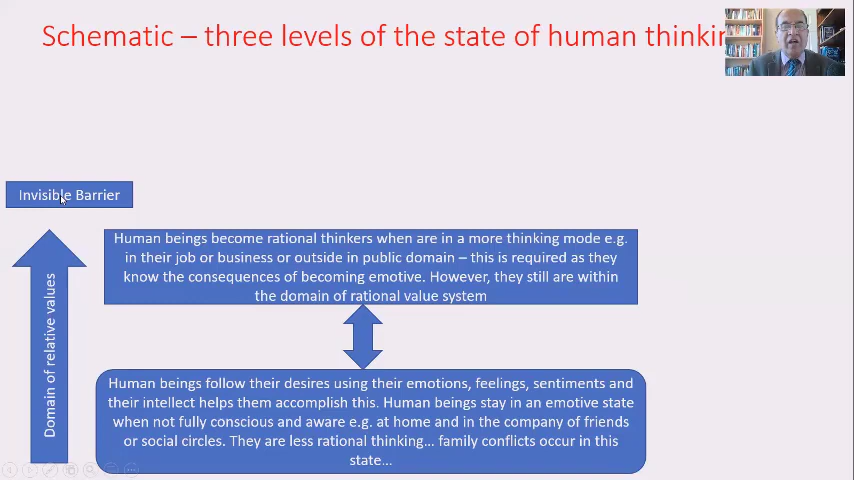 Schematic – three levels of the state of human thinkin
Invisible Barrier
Human beings become rational thinkers when are in a more thinking mode e.g.
in their job or business or outside in public domain – this is required as they
know the consequences of becoming emotive. However, they still are within
the domain of rational value system
Domain of relative values
Human beings follow their desires using their emotions, feelings, sentiments and
their intellect helps them accomplish this. Human beings stay in an emotive state
when not fully conscious and aware e.g. at home and in the company of friends
or social circles. They are less rational thinking... family conflicts occur in this
state...